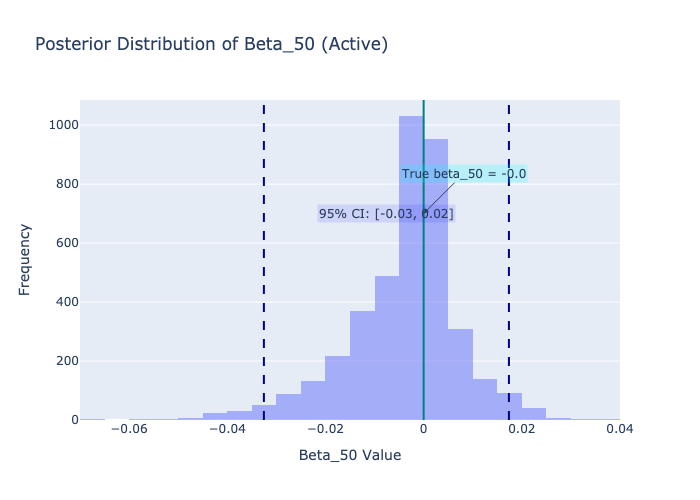 Posterior Distribution of Beta_50 (Active)
1000
800
600
400
200
0
Frequency
True beta_50 = -0.0
95% CI: [-0.03, 0.02]
−0.06
−0.04
−0.02
0
0.02
0.04
Beta_50 Value